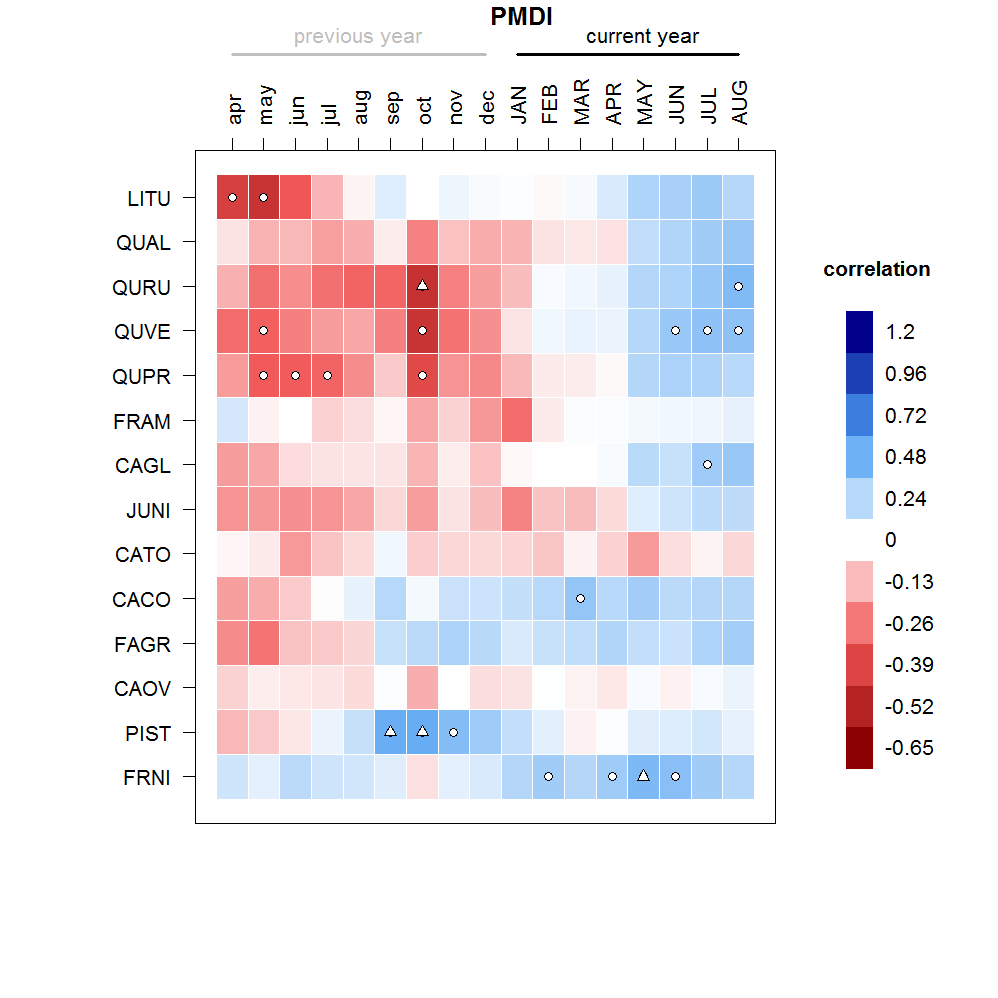 PMDI
previous year current year
apr may jun jul aug sep oct nov dec JAN FEB MAR APR MAY JUN JUL AUG
LITU
QUAL
QURU
QUVE
QUPR
FRAM
CAGL
JUNI
CATO
CACO
FAGR
CAOV
PIST
FRNI
correlation
1.2
0.96
0.72
0.48
0.24
0
-0.13
-0.26
-0.39
-0.52
-0.65